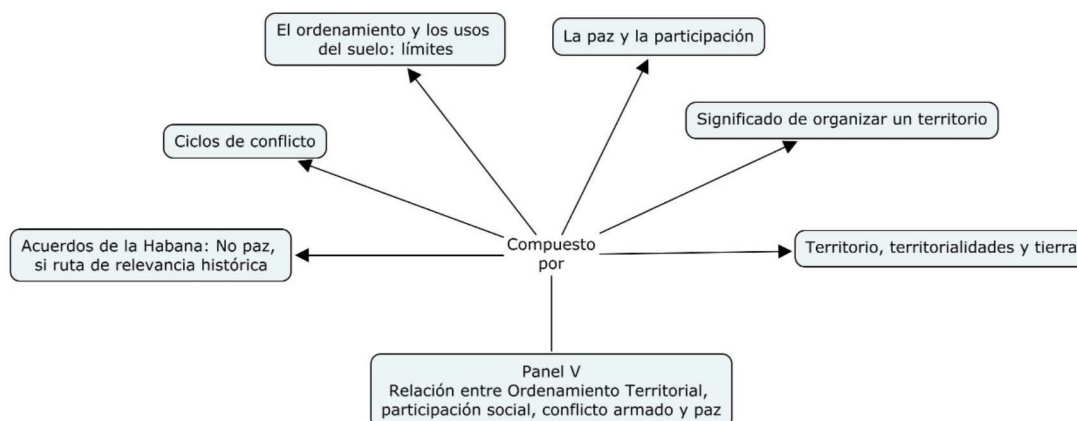 El ordenamiento y los usos
del suelo: límites
La paz y la participación
Ciclos de conflicto
Significado de organizar un territorio
Acuerdos de la Habana: No paz,
si ruta de relevancia histórica
Compuesto
por
Territorio, territorialidades y tierra
Panel V
Relación entre Ordenamiento Territorial,
participación social, conflicto armado y paz